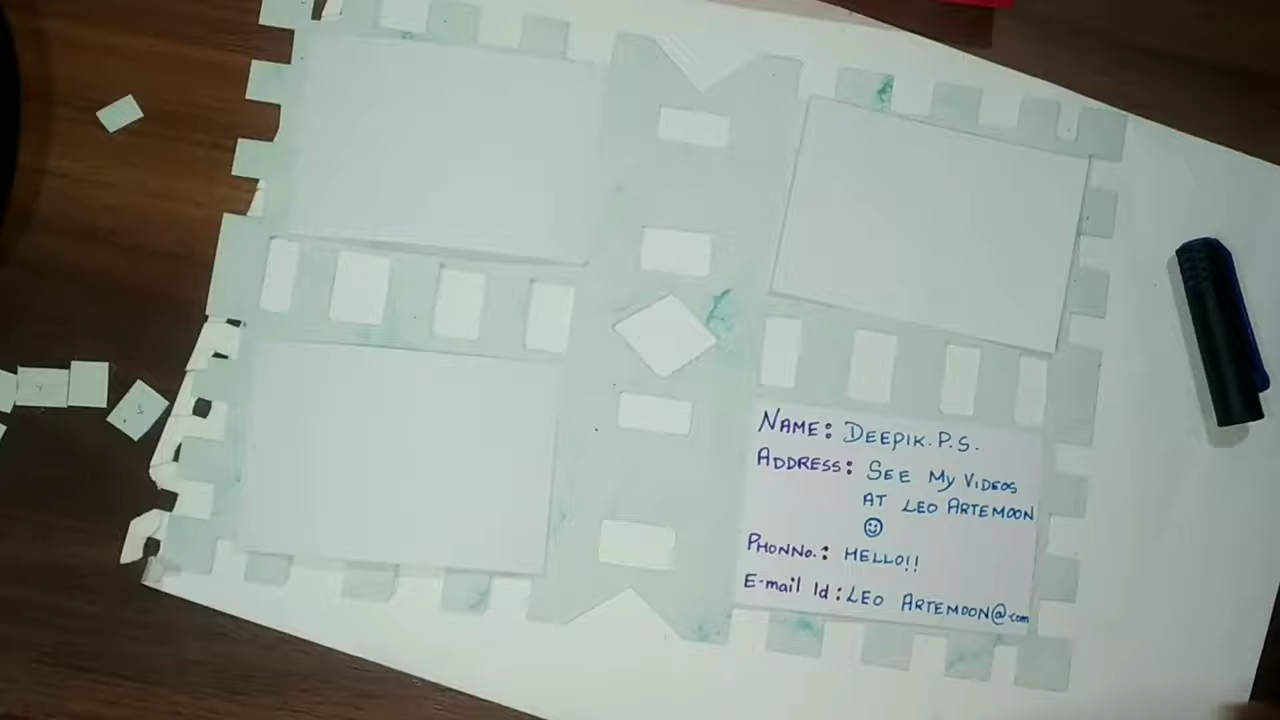 NAME: DEEPIK.P.S.
ADDRESS: SEE MY VIDEOS
AT LEO ARTEMOON
☺
PHONNO.: HELLO!!
E-mail Id: LEO ARTEMOON@.com